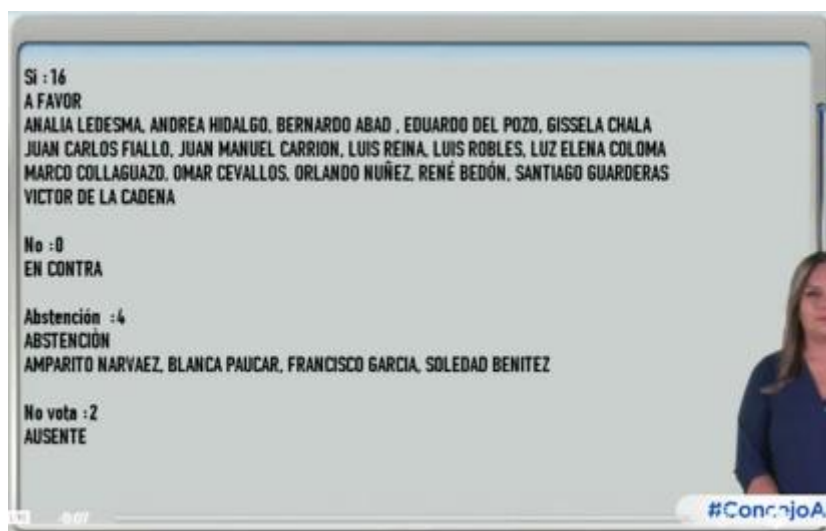 Si : 16
A FAVOR
ANALIA LEDESMA, ANDREA HIDALGO, BERNARDO ABAD , EDUARDO DEL POZO, GISSELA CHALA
JUAN CARLOS FIALLO, JUAN MANUEL CARRION, LUIS REINA, LUIS ROBLES, LUZ ELENA COLOMA
MARCO COLLAGUAZO, OMAR CEVALLOS, ORLANDO NUÑEZ, RENÉ BEDÓN, SANTIAGO GUARDERAS
VICTOR DE LA CADENA
No :0
EN CONTRA
Abstención :4
ABSTENCIÓN
AMPARITO NARVAEZ, BLANCA PAUCAR, FRANCISCO GARCIA, SOLEDAD BENITEZ
No vota :2
AUSENTE
-0:07
#ConcejoA